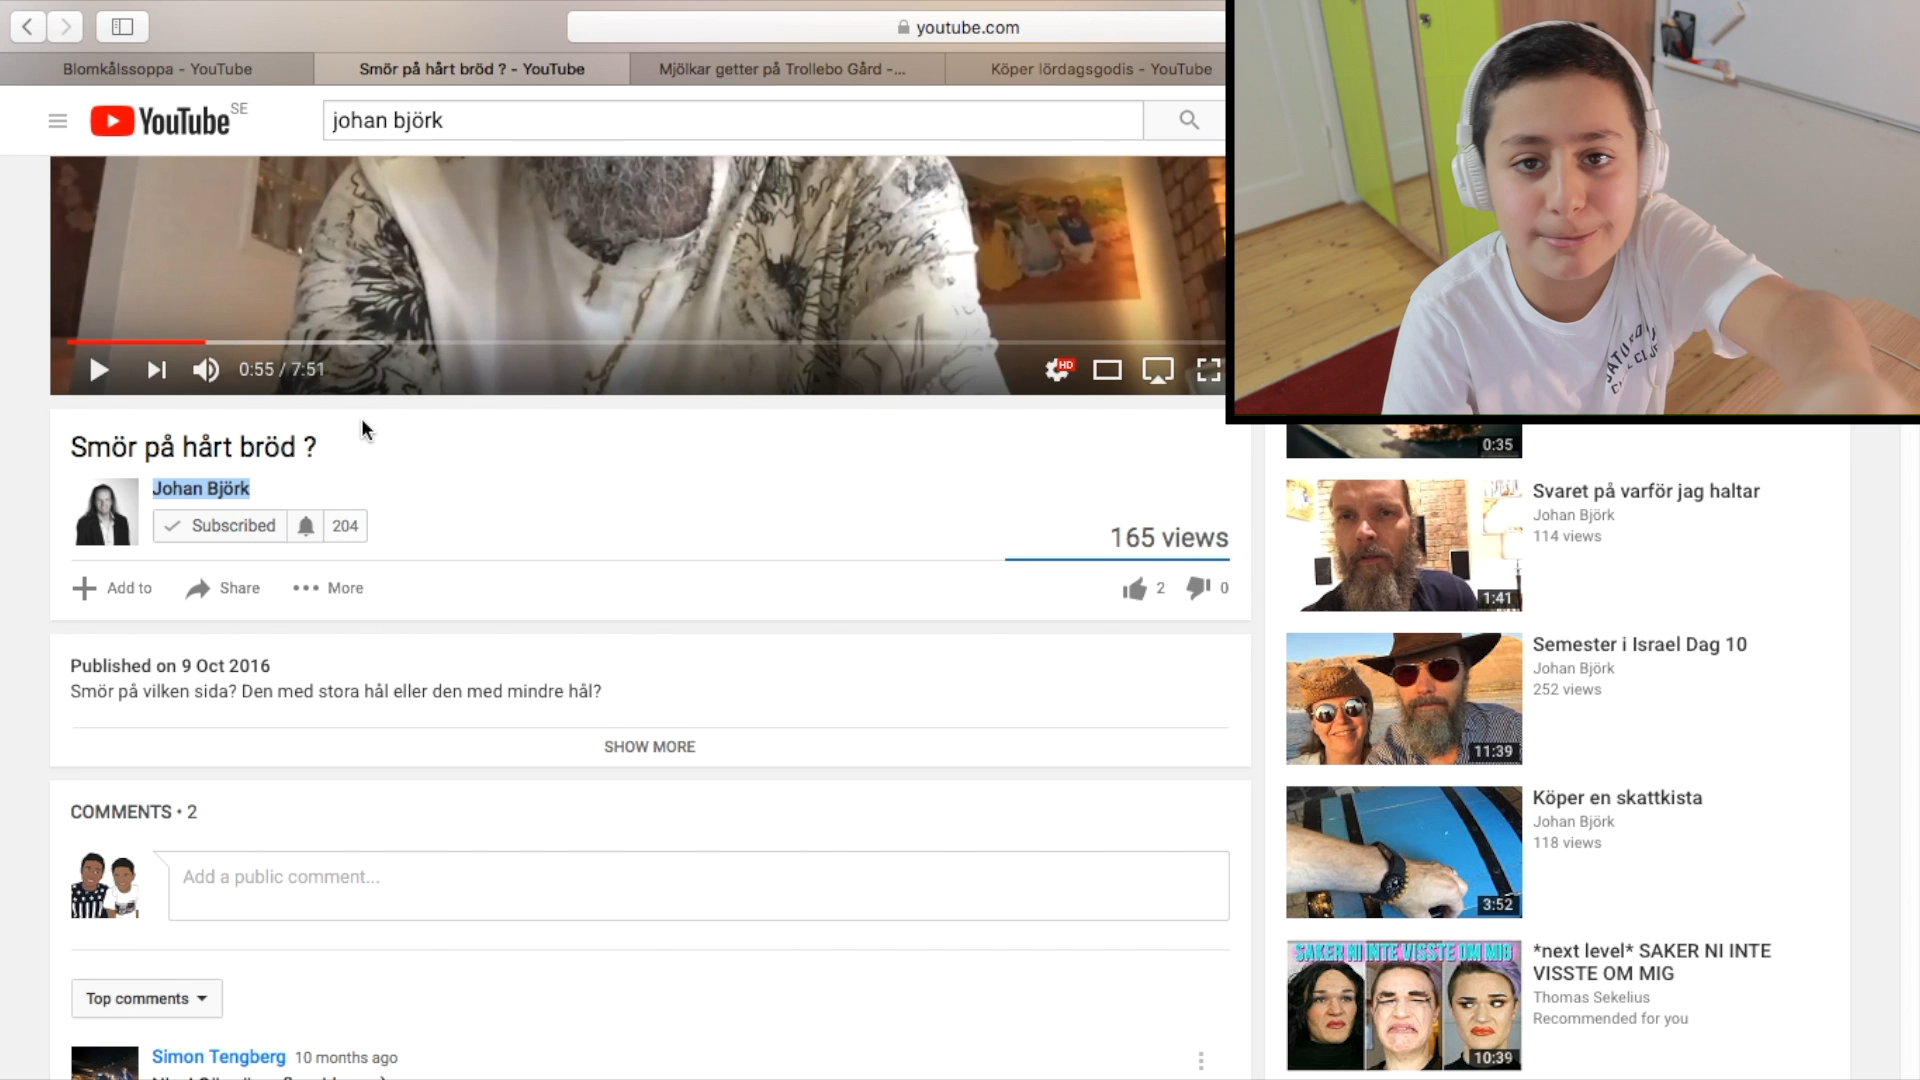 youtube.com
Blomkålssoppa - YouTube
Smör på hårt bröd ? - YouTube
Mjölkar getter på Trollebo Gård -...
Köper lördagsgodis - YouTube
YouTube SE
johan björk
0:55 / 7:51
HD
Smör på hårt bröd ?
Johan Björk
Subscribed
204
165 views
Add to
Share
More
2
0
Published on 9 Oct 2016
Smör på vilken sida? Den med stora hål eller den med mindre hål?
SHOW MORE
COMMENTS • 2
Add a public comment...
Top comments
Simon Tengberg 10 months ago
0:35
Svaret på varför jag haltar
Johan Björk
114 views
1:41
Semester i Israel Dag 10
Johan Björk
252 views
11:39
Köper en skattkista
Johan Björk
118 views
3:52
SAKER NI INTE VISSTE OM MIG
*next level* SAKER NI INTE
VISSTE OM MIG
Thomas Sekelius
Recommended for you
10:39